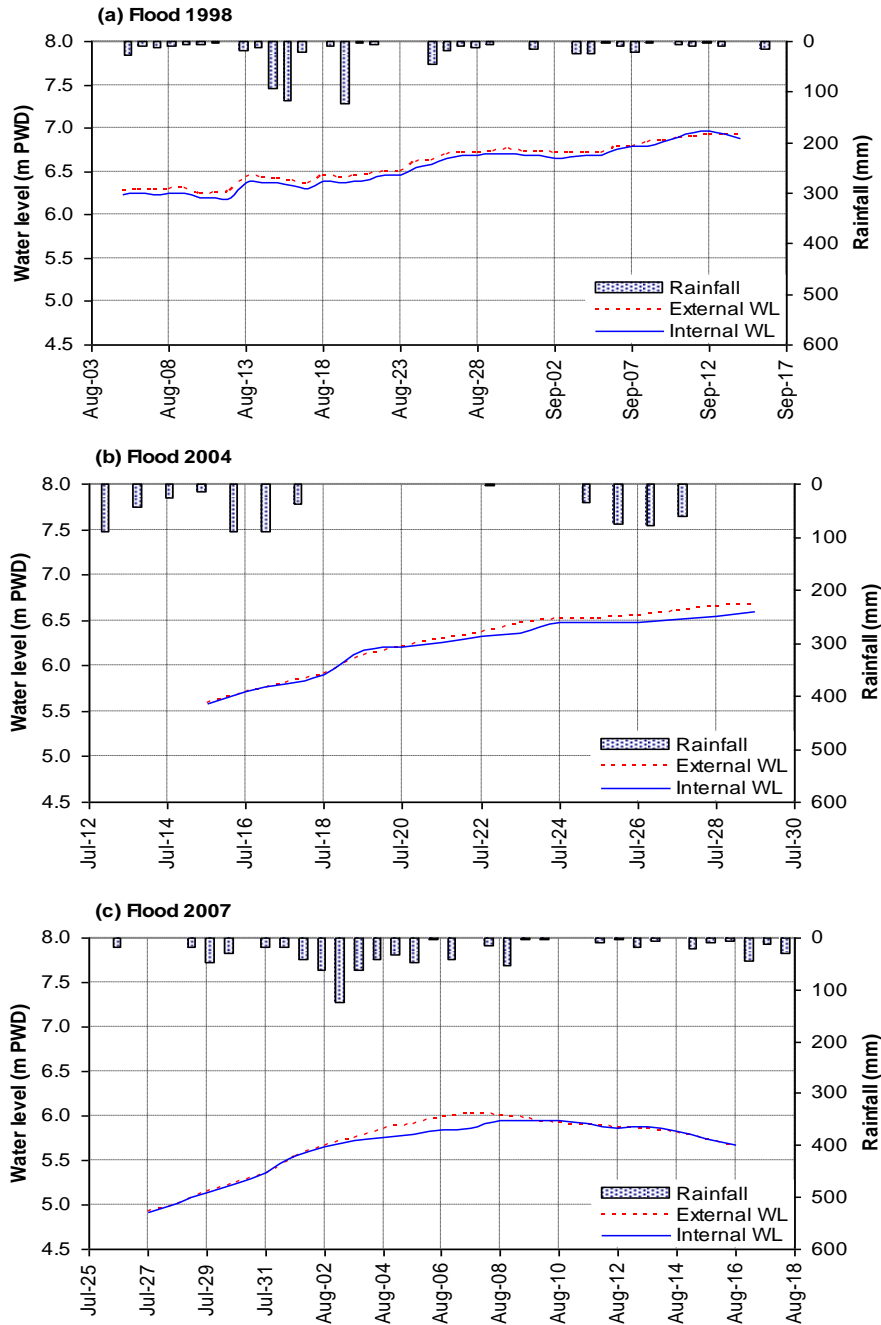 (a) Flood 1998
8.0
7.5
7.0
6.5
6.0
5.5
5.0
4.5
Water level (m PWD)
0
100
200
300
400
500
600
Rainfall (mm)
Rainfall
External WL
Internal WL
Aug-03
Aug-08
Aug-13
Aug-18
Aug-23
Aug-28
Sep-02
Sep-07
Sep-12
Sep-17
(b) Flood 2004
8.0
7.5
7.0
6.5
6.0
5.5
5.0
4.5
Water level (m PWD)
0
100
200
300
400
500
600
Rainfall (mm)
Rainfall
External WL
Internal WL
Jul-12
Jul-14
Jul-16
Jul-18
Jul-20
Jul-22
Jul-24
Jul-26
Jul-28
Jul-30
(c) Flood 2007
8.0
7.5
7.0
6.5
6.0
5.5
5.0
4.5
Water level (m PWD)
0
100
200
300
400
500
600
Rainfall (mm)
Rainfall
External WL
Internal WL
Jul-25
Jul-27
Jul-29
Jul-31
Aug-02
Aug-04
Aug-06
Aug-08
Aug-10
Aug-12
Aug-14
Aug-16
Aug-18